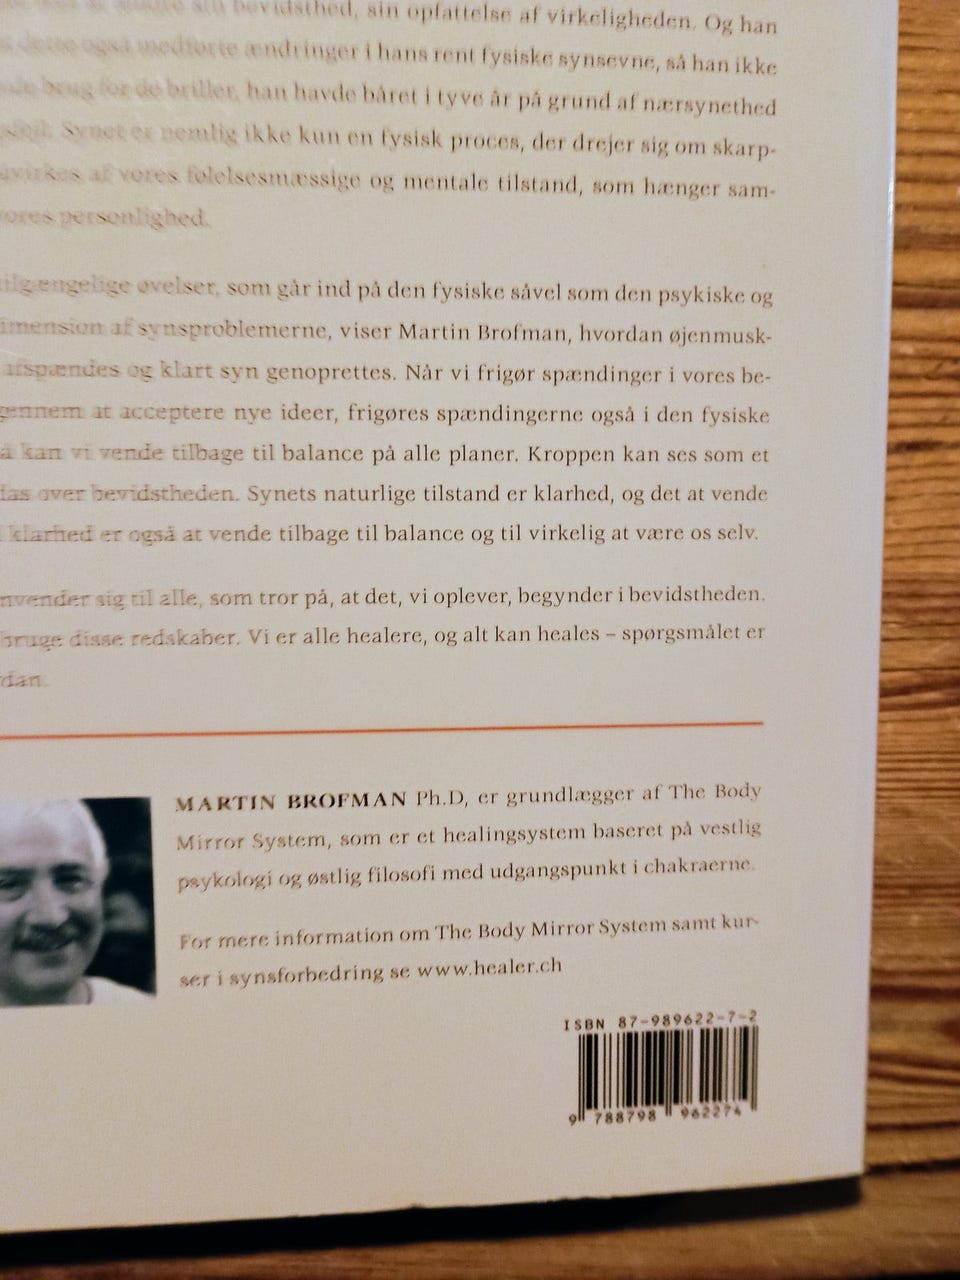 bevidsthed, sin opfattelse af virkeligheden. Og han
dette også medførte ændringer i hans rent fysiske synsevne, så han ikke
brug for de briller, han havde båret i tyve år på grund af nærsynethed
Synet er nemlig ikke kun en fysisk proces, der drejer sig om skarp-
af vores følelsesmæssige og mentale tilstand, som hænger sam-
vores personlighed.
øvelser, som går ind på den fysiske såvel som den psykiske og
af synsproblemerne, viser Martin Brofman, hvordan øjenmusk-
afspændes og klart syn genoprettes. Når vi frigør spændinger i vores be-
gennem at acceptere nye ideer, frigøres spændingerne også i den fysiske
kan vi vende tilbage til balance på alle planer. Kroppen kan ses som et
over bevidstheden. Synets naturlige tilstand er klarhed, og det at vende
klarhed er også at vende tilbage til balance og til virkelig at være os selv.
nvender sig til alle, som tror på, at det, vi oplever, begynder i bevidstheden.
bruge disse redskaber. Vi er alle healere, og alt kan heales – spørgsmålet er
dan.
MARTIN BROFMAN Ph.D, er grundlægger af The Body
Mirror System, som er et healingsystem baseret på vestlig
psykologi og østlig filosofi med udgangspunkt i chakraerne.
For mere information om The Body Mirror System samt kur-
ser i synsforbedring se www.healer.ch
ISBN 87-989622-7-2
9 788798 962274